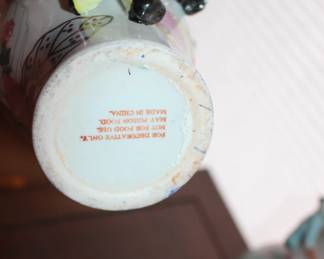 FOR DECORATIVE ONLY.
NOT FOR FOOD USE.
MAY POISON FOOD.
MADE IN CHINA.